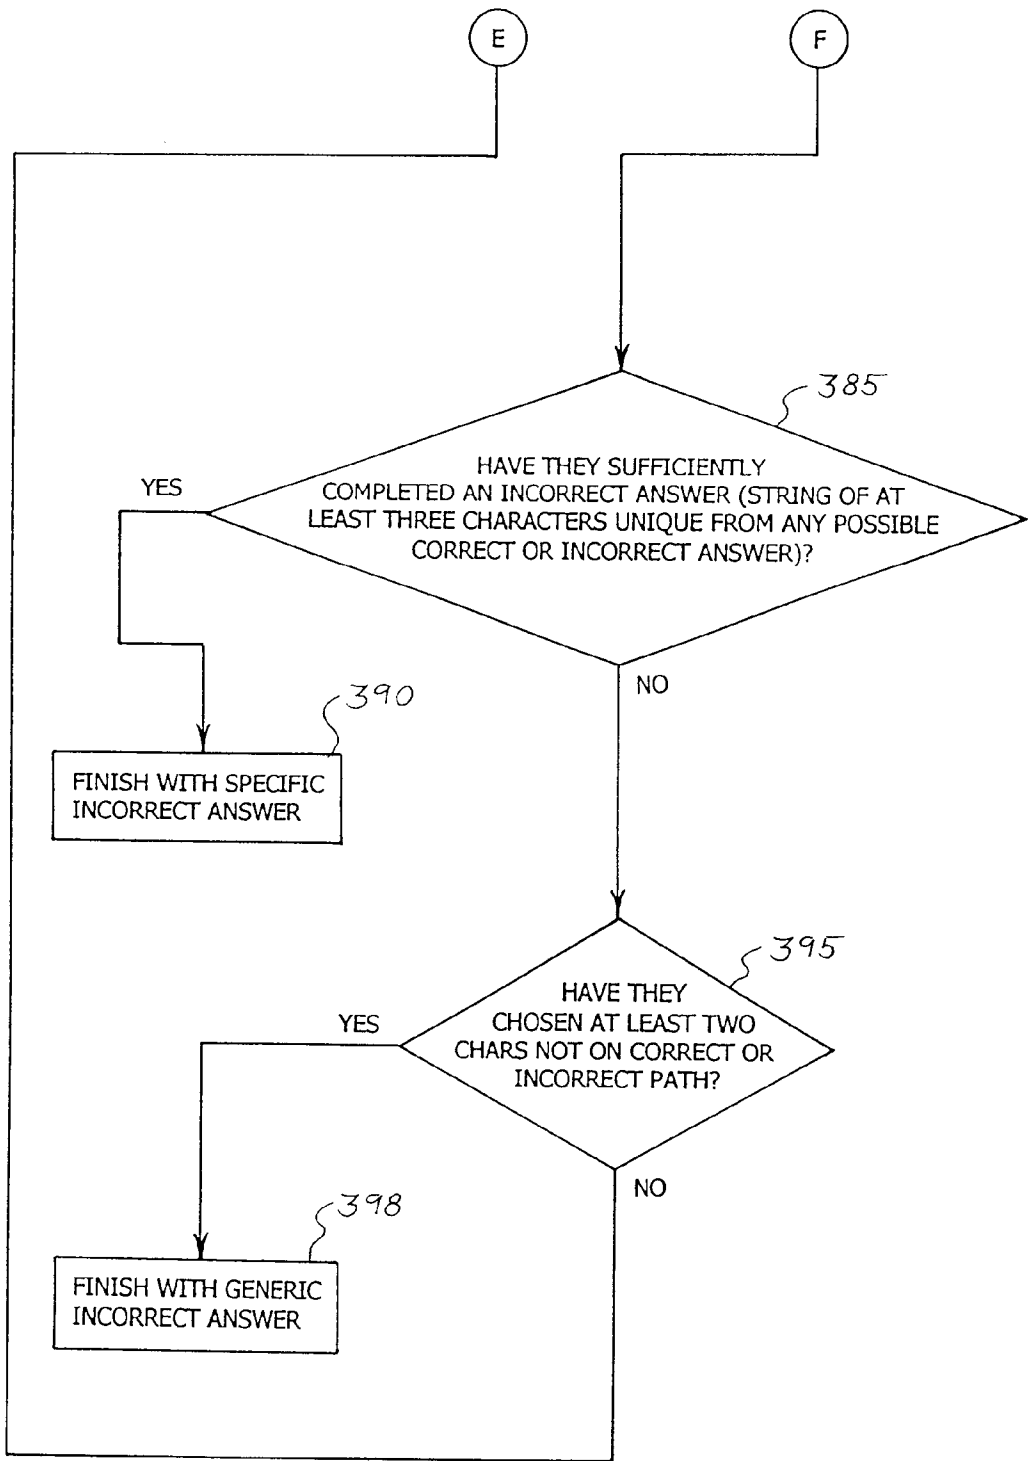 E
F
385
HAVE THEY SUFFICIENTLY
COMPLETED AN INCORRECT ANSWER (STRING OF AT
LEAST THREE CHARACTERS UNIQUE FROM ANY POSSIBLE
CORRECT OR INCORRECT ANSWER)?
YES
NO
390
FINISH WITH SPECIFIC
INCORRECT ANSWER
395
HAVE THEY
CHOSEN AT LEAST TWO
CHARS NOT ON CORRECT OR
INCORRECT PATH?
YES
NO
398
FINISH WITH GENERIC
INCORRECT ANSWER